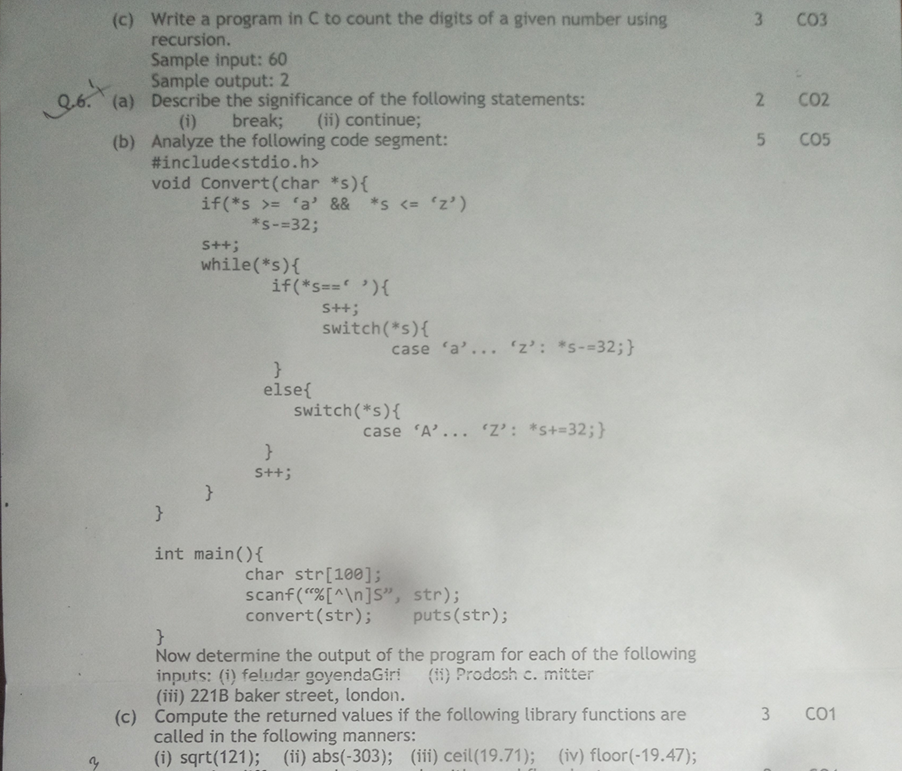 (c) Write a program in C to count the digits of a given number using 3 CO3
recursion.
Sample input: 60
Sample output: 2
Q.6. (a) Describe the significance of the following statements: 2 CO2
(i) break; (ii) continue;
(b) Analyze the following code segment: 5 CO5
#include<stdio.h>
void Convert(char *s){
if(*s >= ‘a’ && *s <= ‘z’)
*s-=32;
s++;
while(*s){
if(*s==‘ ’){
s++;
switch(*s){
case ‘a’... ‘z’: *s-=32;}
}
else{
switch(*s){
case ‘A’... ‘Z’: *s+=32;}
}
s++;
}
}
int main(){
char str[100];
scanf(“%[^\n]S”, str);
convert(str); puts(str);
}
Now determine the output of the program for each of the following
inputs: (i) feludar goyendaGiri (ii) Prodosh c. mitter
(iii) 221B baker street, london.
(c) Compute the returned values if the following library functions are 3 CO1
called in the following manners:
(i) sqrt(121); (ii) abs(-303); (iii) ceil(19.71); (iv) floor(-19.47);